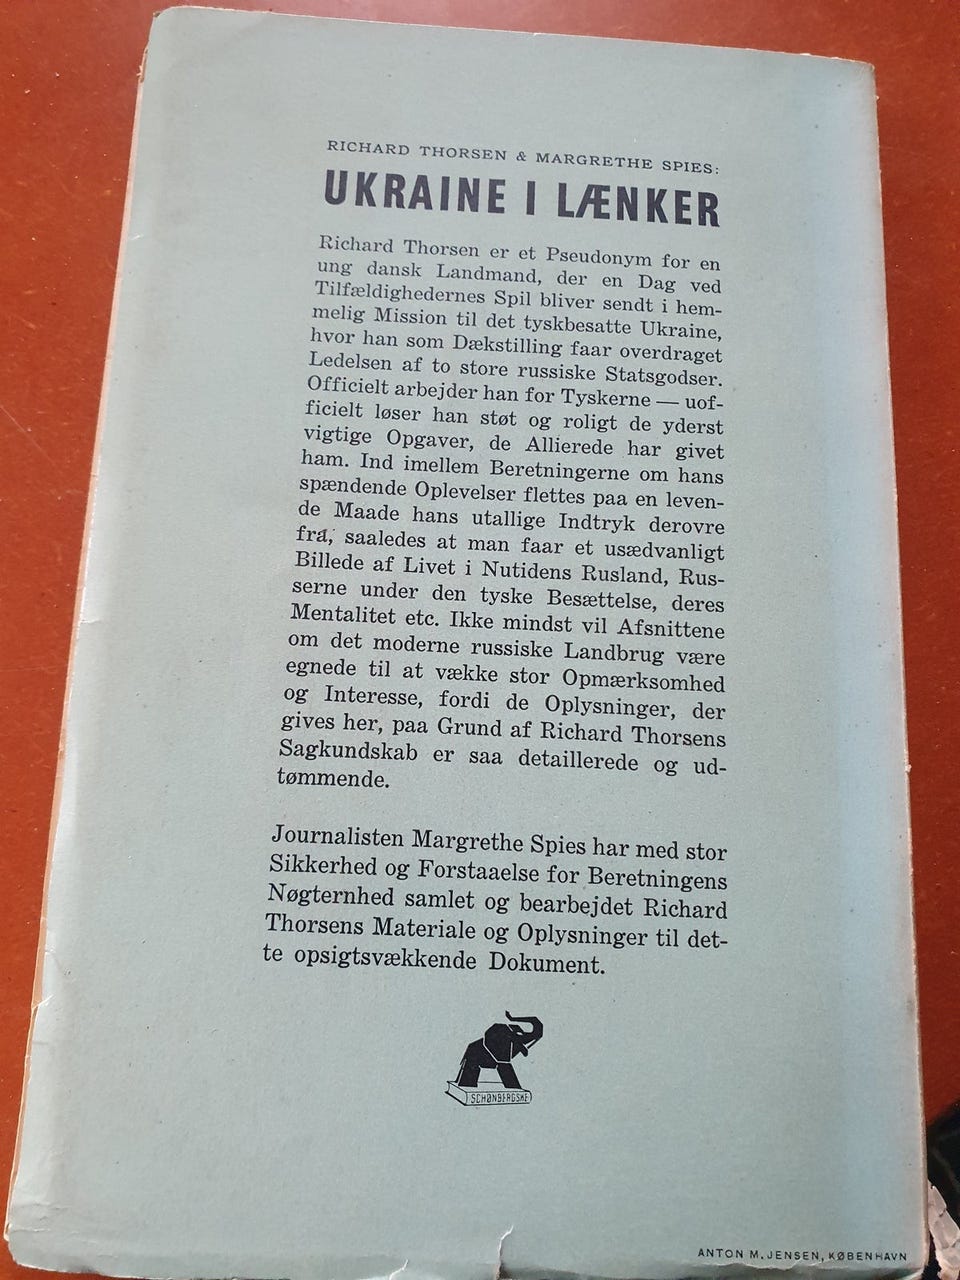 RICHARD THORSEN & MARGRETHE SPIES:
UKRAINE I LÆNKER
Richard Thorsen er et Pseudonym for en
ung dansk Landmand, der en Dag ved
Tilfældighedernes Spil bliver sendt i hem-
melig Mission til det tyskbesatte Ukraine,
hvor han som Dækstilling faar overdraget
Ledelsen af to store russiske Statsgodser.
Officielt arbejder han for Tyskerne — uof-
ficielt løser han støt og roligt de yderst
vigtige Opgaver, de Allierede har givet
ham. Ind imellem Beretningerne om hans
spændende Oplevelser flettes paa en leven-
de Maade hans utallige Indtryk derovre
fra, saaledes at man faar et usædvanligt
Billede af Livet i Nutidens Rusland, Rus-
serne under den tyske Besættelse, deres
Mentalitet etc. Ikke mindst vil Afsnittene
om det moderne russiske Landbrug være
egnede til at vække stor Opmærksomhed
og Interesse, fordi de Oplysninger, der
gives her, paa Grund af Richard Thorsens
Sagkundskab er saa detaillerede og ud-
tømmende.
Journalisten Margrethe Spies har med stor
Sikkerhed og Forstaaelse for Beretningens
Nøgternhed samlet og bearbejdet Richard
Thorsens Materiale og Oplysninger til det-
te opsigtsvækkende Dokument.
SCHØNBERGSKE
ANTON M. JENSEN, KØBENHAVN